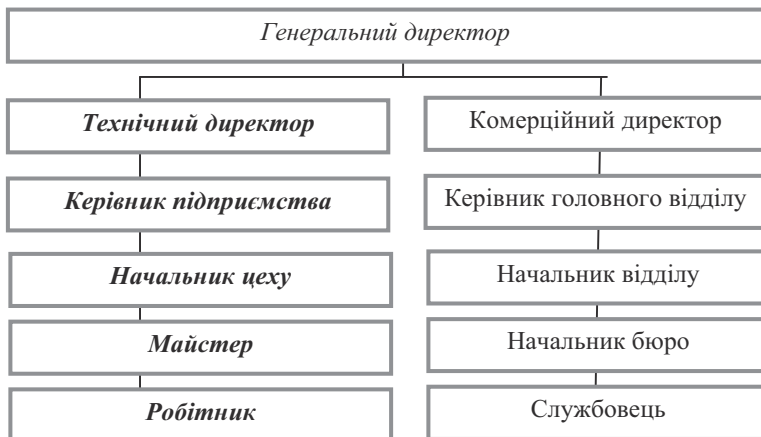 Генеральний директор
Технічний директор
Комерційний директор
Керівник підприємства
Керівник головного відділу
Начальник цеху
Начальник відділу
Майстер
Начальник бюро
Робітник
Службовець